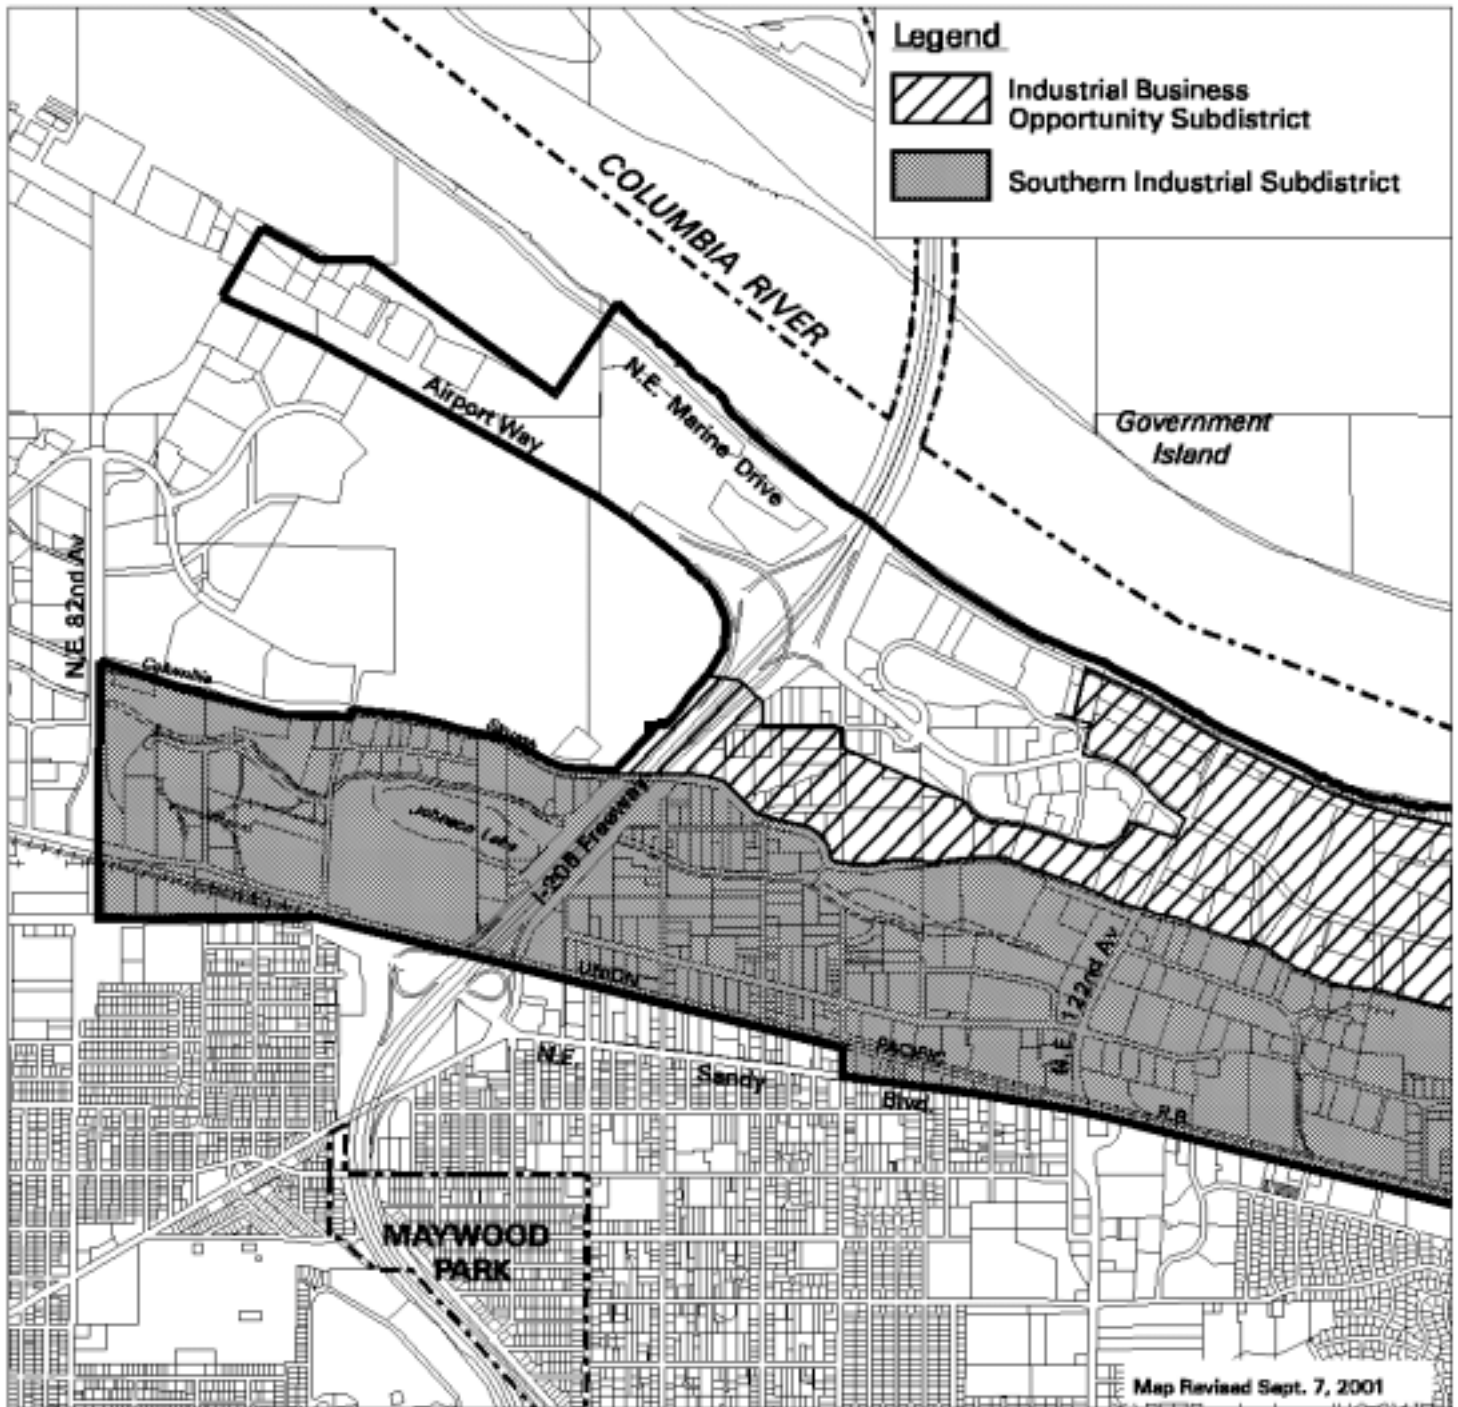 Legend
Industrial Business
Opportunity Subdistrict
Southern Industrial Subdistrict
COLUMBIA RIVER
N.E. Marine Drive
Airport Way
Government
Island
N.E. 82nd Av
Columbia
Slough
Johnson Lake
I-205 Freeway
N.E. 122nd Av
UNION
PACIFIC
R.R.
N.E.
Sandy
Blvd.
MAYWOOD
PARK
Map Revised Sept. 7, 2001